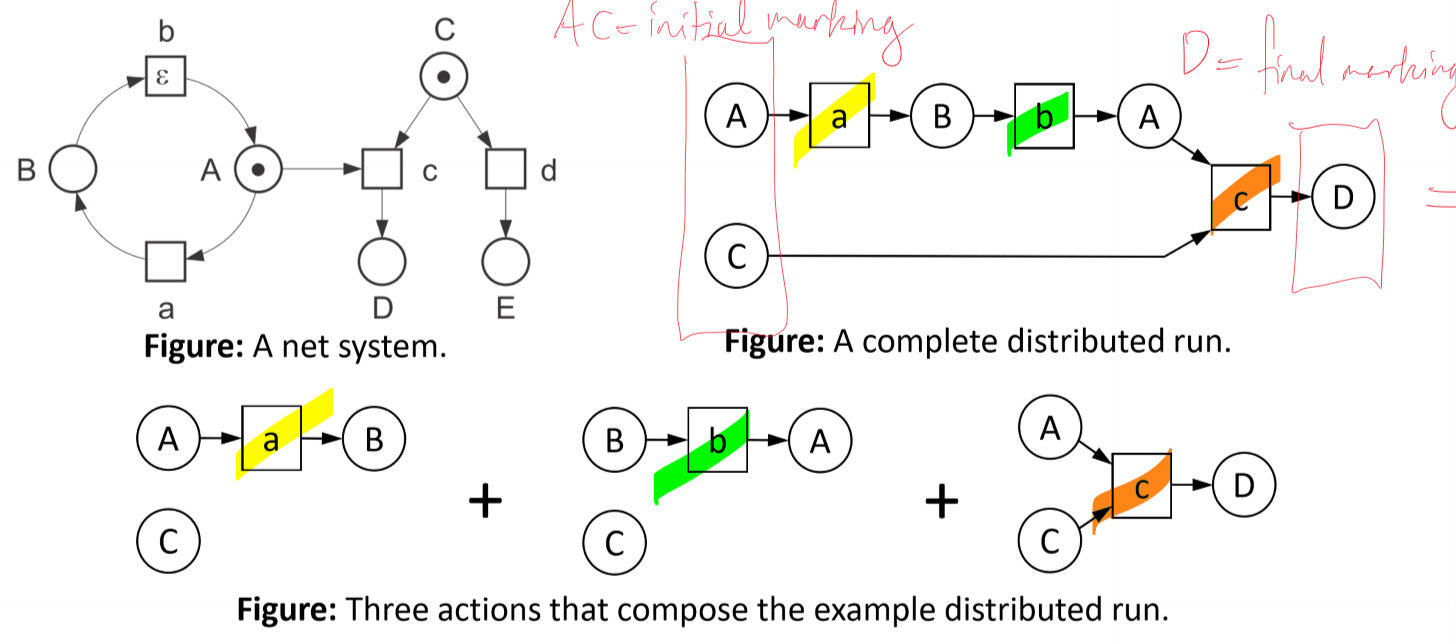 AC = initial marking
D = final marking
b
ε
C
B
A
c
d
a
D
E
Figure: A net system.
A
a
B
b
A
c
D
=
C
Figure: A complete distributed run.
A
a
B
C
+
B
b
A
C
+
A
c
D
C
Figure: Three actions that compose the example distributed run.